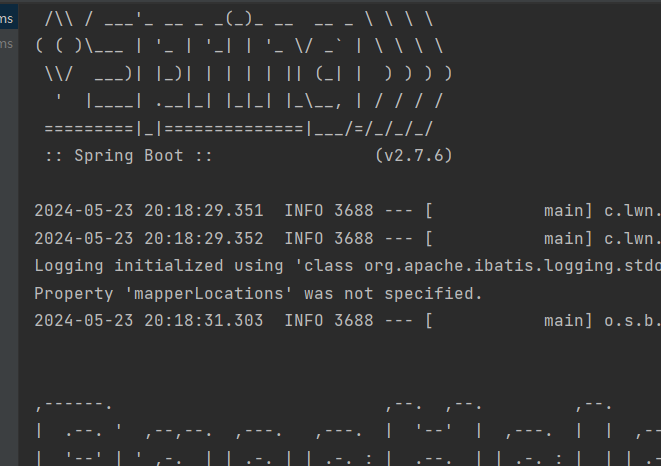 ms
ms
 /\\ / ___'_ __ _ _(_)_ __  __ _ \ \ \ \
( ( )\___ | '_ | '_| | '_ \/ _` | \ \ \ \
 \\/  ___)| |_)| | | | | || (_| |  ) ) ) )
  '  |____| .__|_| |_|_| |_\__, | / / / /
 =========|_|==============|___/=/_/_/_/
 :: Spring Boot ::                (v2.7.6)
2024-05-23 20:18:29.351  INFO 3688 --- [           main] c.lwn.
2024-05-23 20:18:29.352  INFO 3688 --- [           main] c.lwn.
Logging initialized using 'class org.apache.ibatis.logging.stdo
Property 'mapperLocations' was not specified.
2024-05-23 20:18:31.303  INFO 3688 --- [           main] o.s.b.
,------.                           ,--.  ,--.         ,--.
|  .--. '  ,--,--.  ,---.   ,---.  |  '--'  |  ,---.  |  |  ,--
|  '--' | ' ,-.  | | .-. | | .-. : |  .--.  | | .-. : |  | | .-